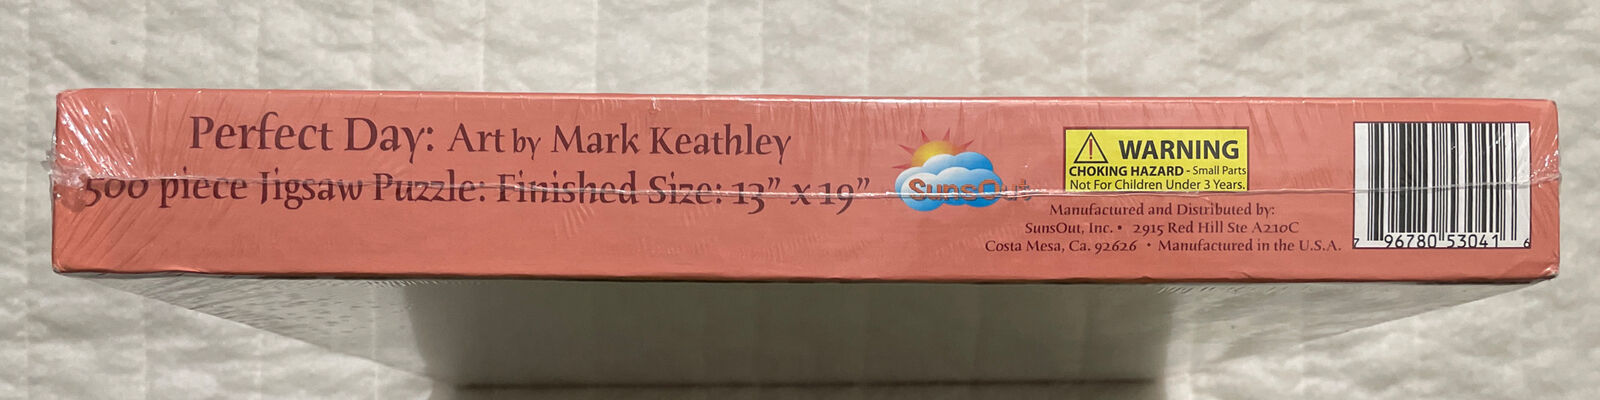 Perfect Day: Art by Mark Keathley
500 piece Jigsaw Puzzle: Finished Size: 13" x 19"
SunsOut
WARNING
CHOKING HAZARD - Small Parts
Not For Children Under 3 Years.
Manufactured and Distributed by:
SunsOut, Inc. • 2915 Red Hill Ste A210C
Costa Mesa, Ca. 92626 • Manufactured in the U.S.A.
7 96780 53041 6